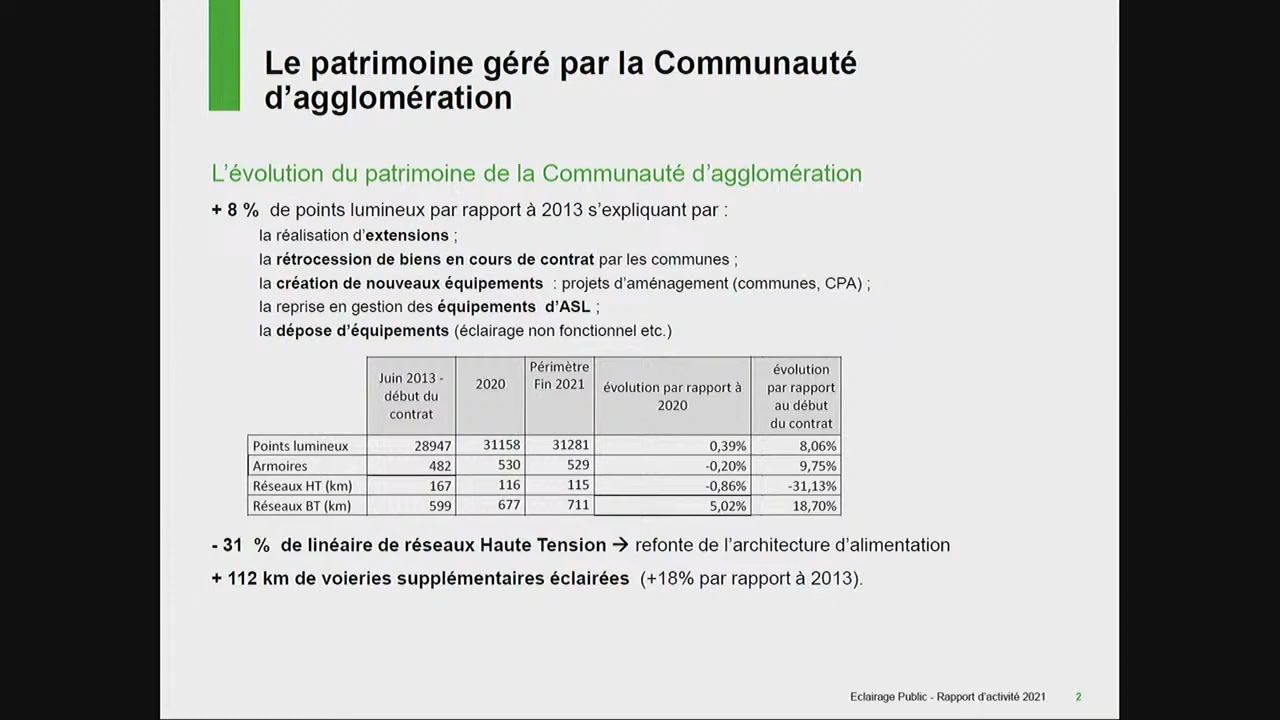 Le patrimoine géré par la Communauté
d’agglomération
L’évolution du patrimoine de la Communauté d’agglomération
+ 8 % de points lumineux par rapport à 2013 s’expliquant par :
la réalisation d’extensions ;
la rétrocession de biens en cours de contrat par les communes ;
la création de nouveaux équipements : projets d’aménagement (communes, CPA) ;
la reprise en gestion des équipements d’ASL ;
la dépose d’équipements (éclairage non fonctionnel etc.)
Juin 2013 - début du contrat 2020 Périmètre Fin 2021 évolution par rapport à 2020 évolution par rapport au début du contrat
Points lumineux 28947 31158 31281 0,39% 8,06%
Armoires 482 530 529 -0,20% 9,75%
Réseaux HT (km) 167 116 115 -0,86% -31,13%
Réseaux BT (km) 599 677 711 5,02% 18,70%
- 31 % de linéaire de réseaux Haute Tension → refonte de l’architecture d’alimentation
+ 112 km de voieries supplémentaires éclairées (+18% par rapport à 2013).
Eclairage Public - Rapport d’activité 2021 2